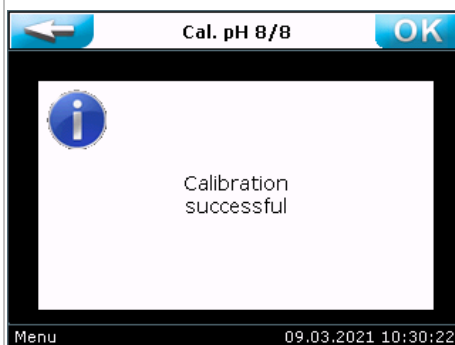 Cal. pH 8/8 OK
Calibration
successful
Menu 09.03.2021 10:30:22